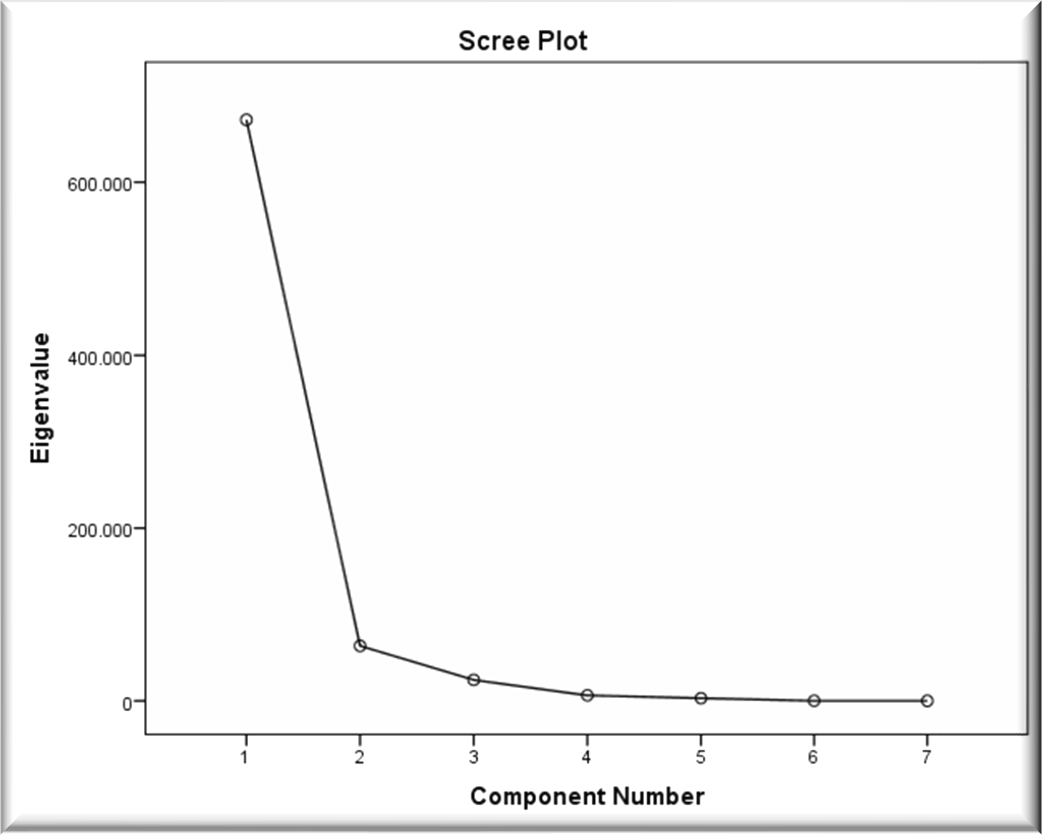 Scree Plot
600.000
400.000
200.000
0
Eigenvalue
1 2 3 4 5 6 7
Component Number